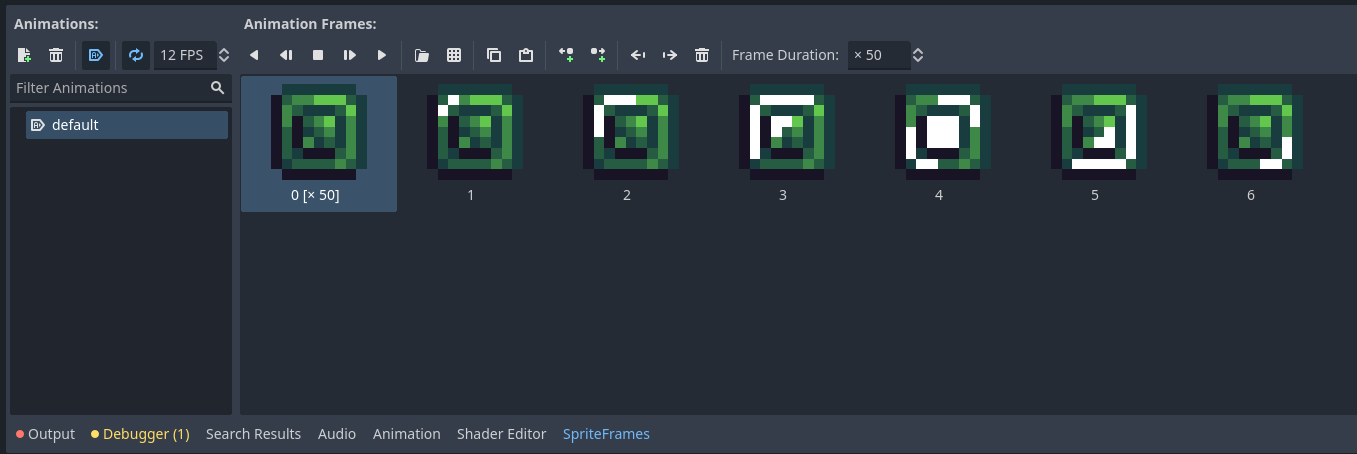 Animations: Animation Frames:
12 FPS Frame Duration: × 50
Filter Animations
default
0 [× 50] 1 2 3 4 5 6
Output Debugger (1) Search Results Audio Animation Shader Editor SpriteFrames